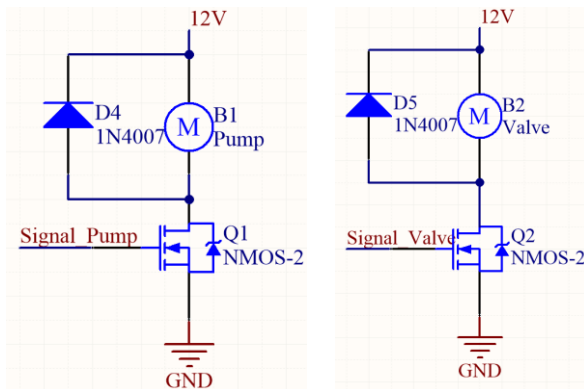 12V
D4
1N4007
M
B1
Pump
Signal_Pump
Q1
NMOS-2
GND
12V
D5
1N4007
M
B2
Valve
Signal_Valve
Q2
NMOS-2
GND